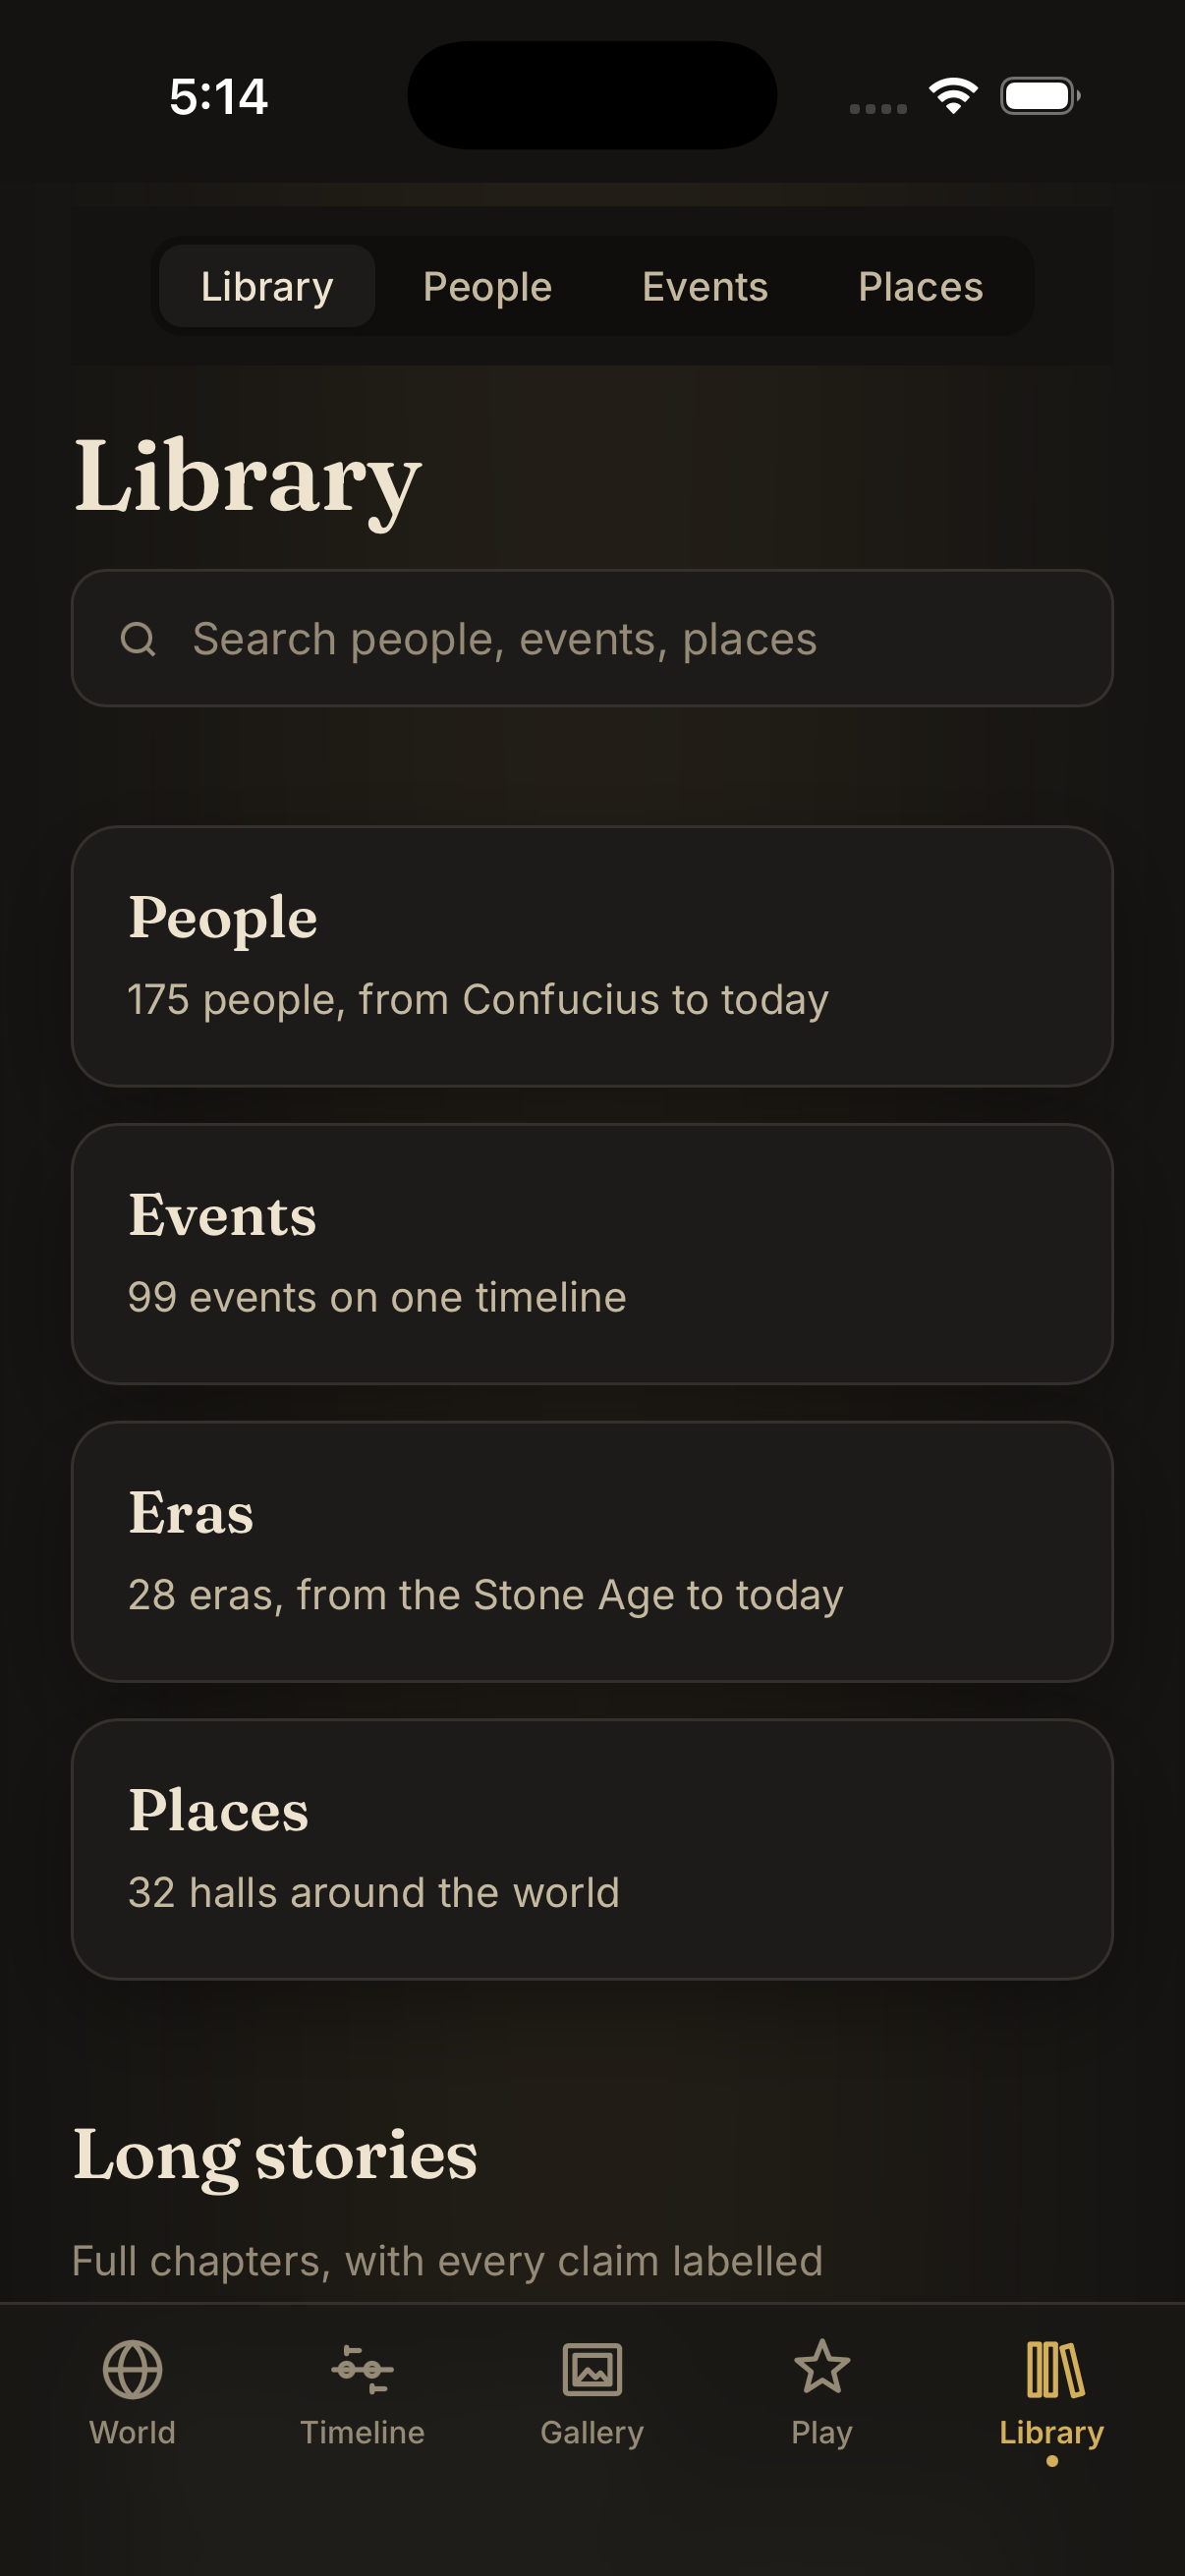 5:14
Library People Events Places
Library
Search people, events, places
People
175 people, from Confucius to today
Events
99 events on one timeline
Eras
28 eras, from the Stone Age to today
Places
32 halls around the world
Long stories
Full chapters, with every claim labelled
World Timeline Gallery Play Library